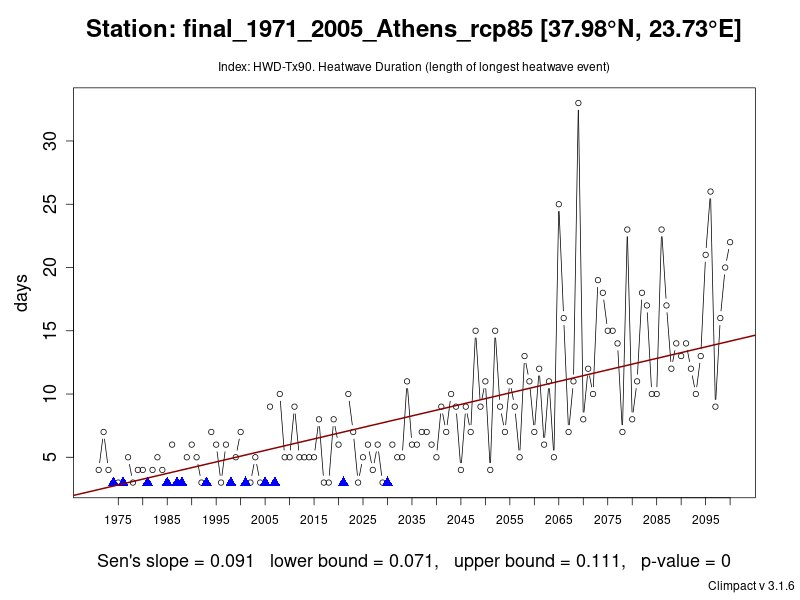 Station: final_1971_2005_Athens_rcp85 [37.98°N, 23.73°E]
Index: HWD-Tx90. Heatwave Duration (length of longest heatwave event)
30
25
20
15
10
5
days
1975 1985 1995 2005 2015 2025 2035 2045 2055 2065 2075 2085 2095
Sen's slope = 0.091 lower bound = 0.071, upper bound = 0.111, p-value = 0
Climpact v 3.1.6